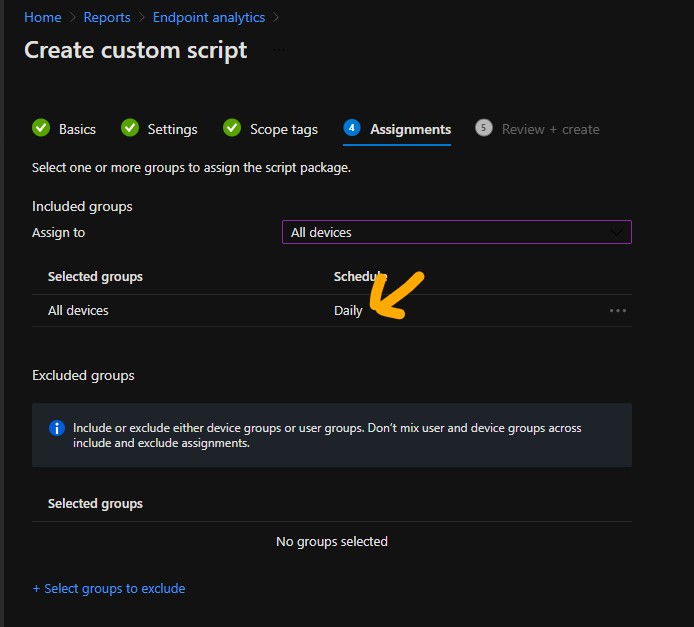 Home > Reports > Endpoint analytics >
Create custom script ...
Basics Settings Scope tags 4 Assignments 5 Review + create
Select one or more groups to assign the script package.
Included groups
Assign to All devices
Selected groups Schedule
All devices Daily ...
Excluded groups
Include or exclude either device groups or user groups. Don't mix user and device groups across
include and exclude assignments.
Selected groups
No groups selected
+ Select groups to exclude